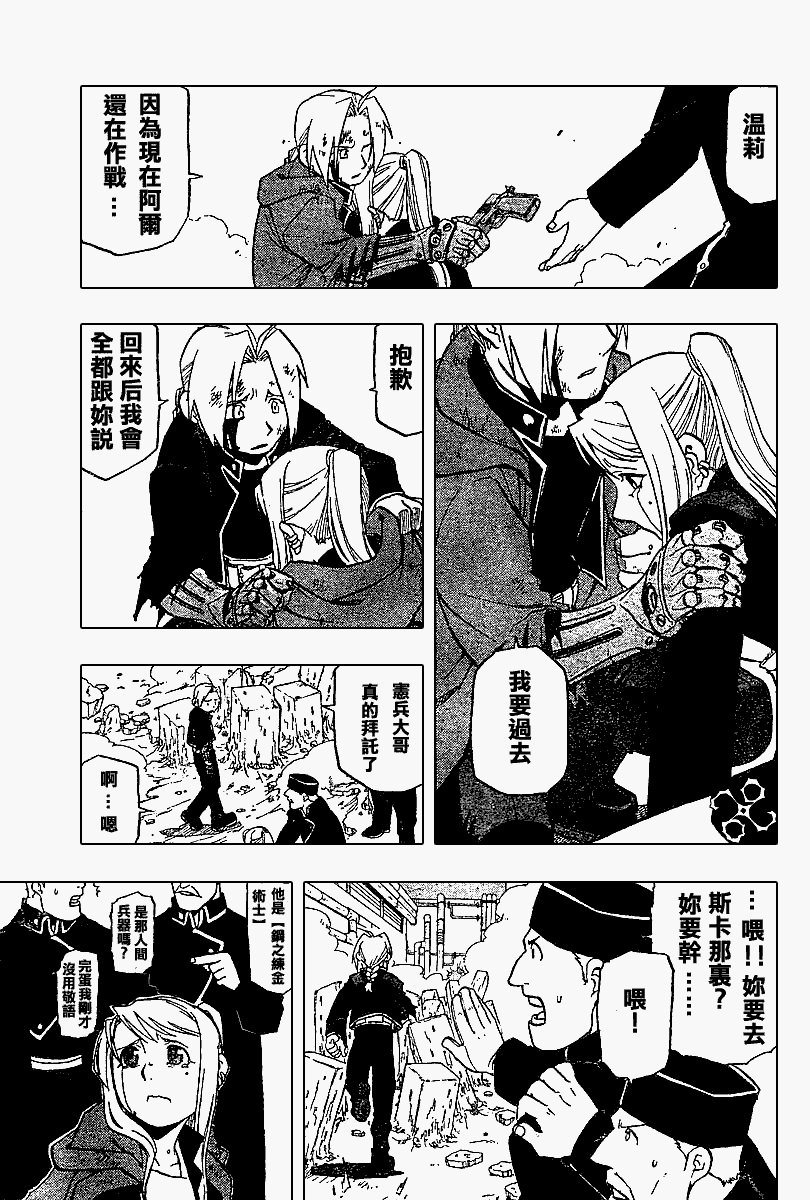 温莉
因為現在阿爾
還在作戰…
我要過去
抱歉
回來后我會
全都跟妳説
憲兵大哥
真的拜託了
啊…嗯
…喂!!妳要去
斯卡那裏?
妳要幹……
喂!
他是【鋼之練金
術士】
是那人間
兵器嗎?
完蛋我剛才
沒用敬語